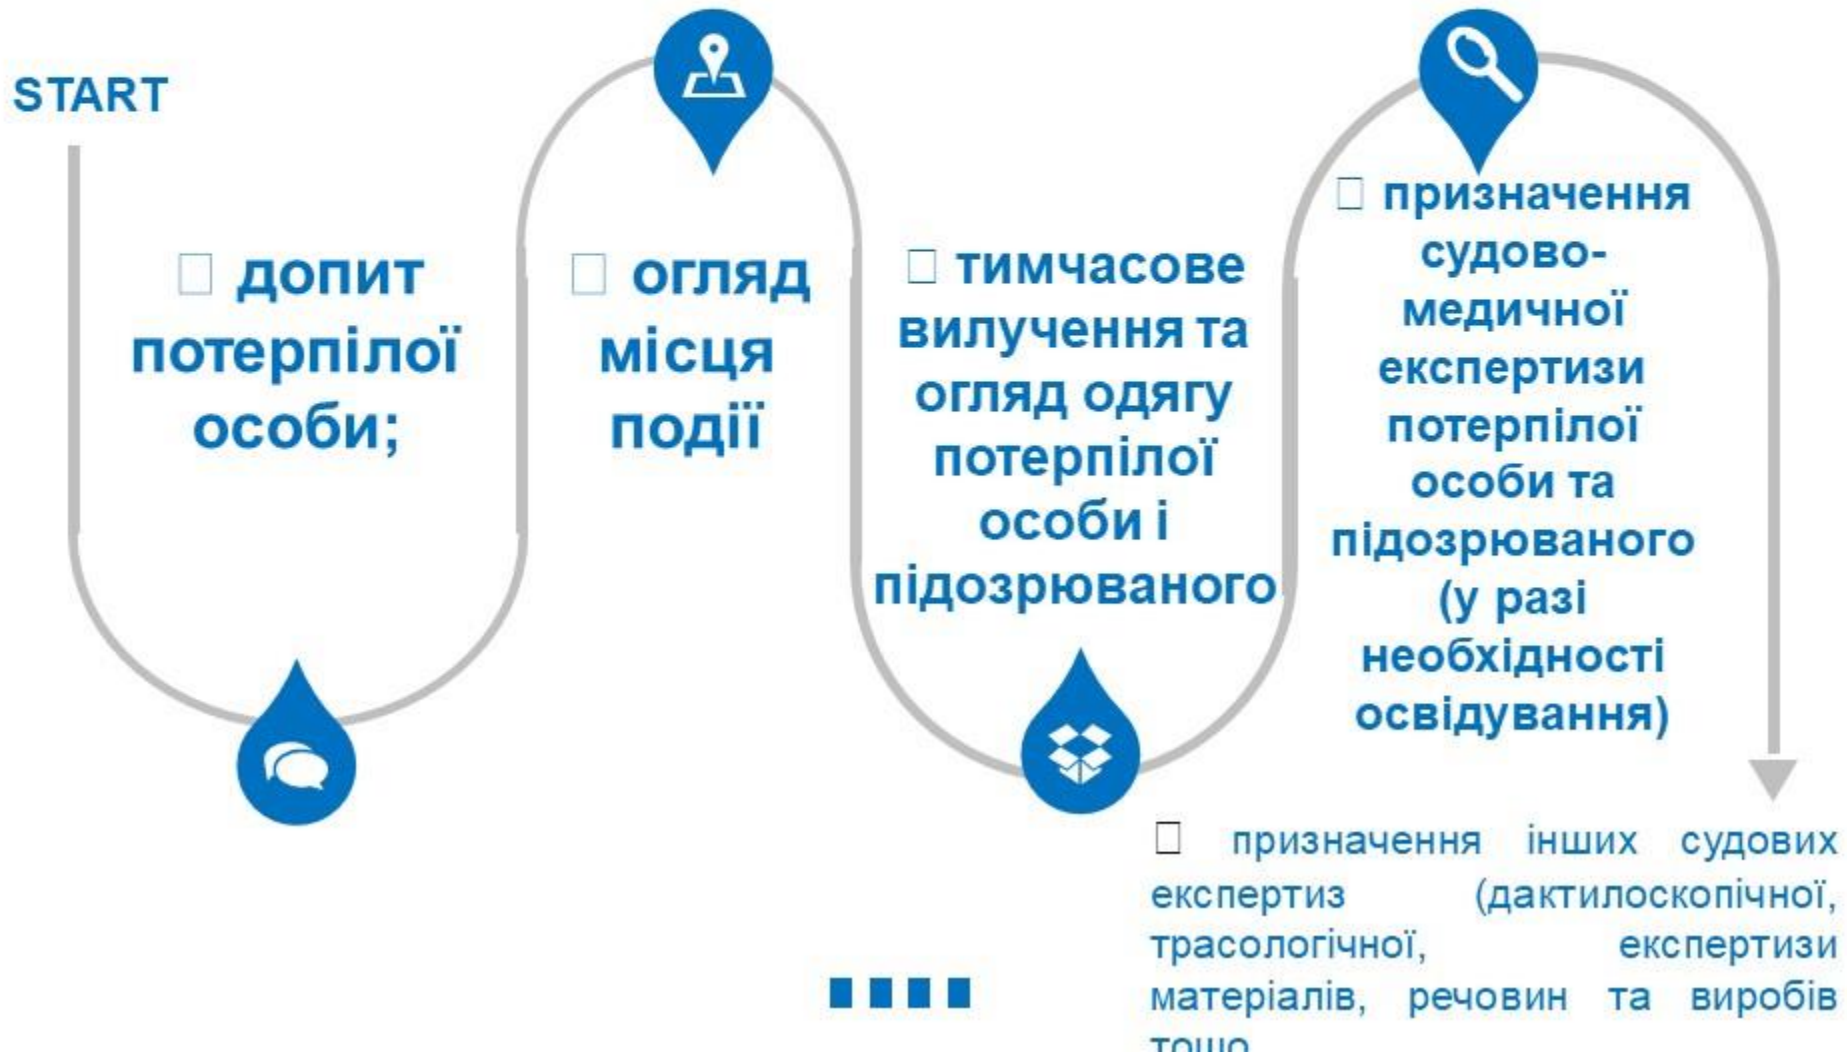 START
□ допит
потерпілої
особи;
□ огляд
місця
події
□ тимчасове
вилучення та
огляд одягу
потерпілої
особи і
підозрюваного
□ призначення
судово-
медичної
експертизи
потерпілої
особи та
підозрюваного
(у разі
необхідності
освідування)
□ призначення інших судових
експертиз (дактилоскопічної,
трасологічної, експертизи
матеріалів, речовин та виробів
тощо